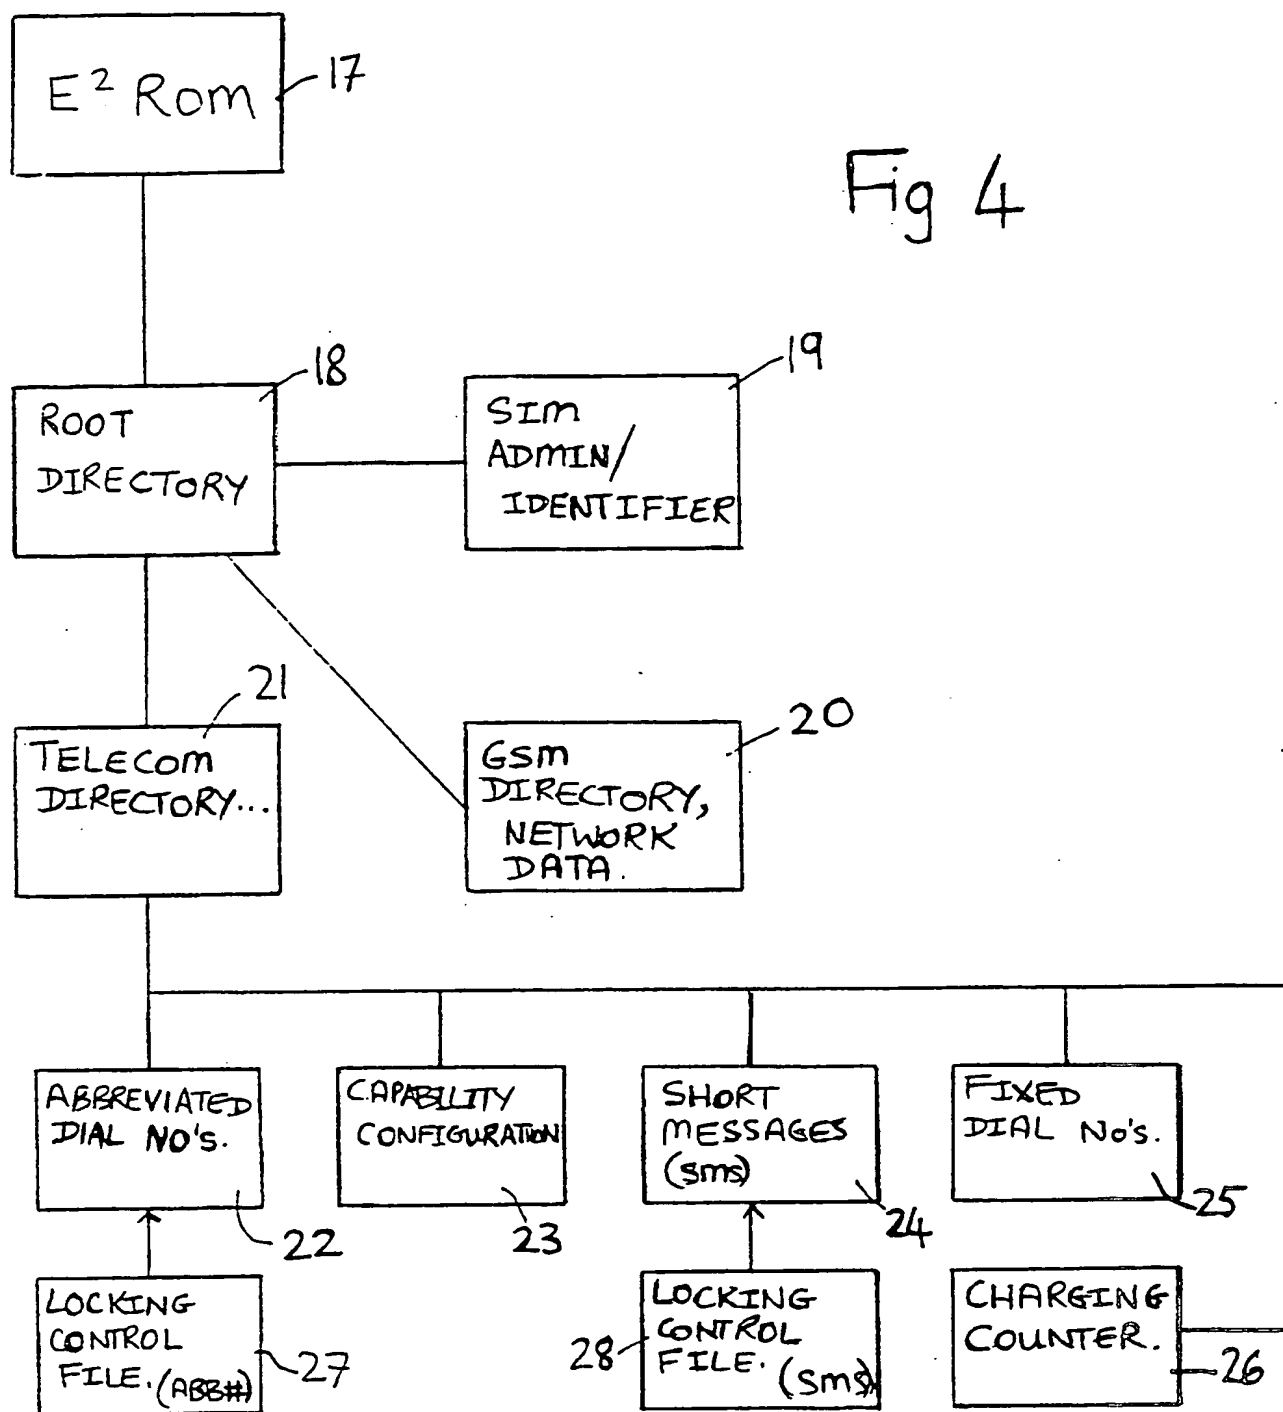 E² Rom
17
Fig 4
18
ROOT
DIRECTORY
19
SIM
ADMIN/
IDENTIFIER
21
TELECOM
DIRECTORY...
20
GSM
DIRECTORY,
NETWORK
DATA.
ABBREVIATED
DIAL NO'S.
22
CAPABILITY
CONFIGURATION
23
SHORT
MESSAGES
(SMS)
24
FIXED
DIAL No's.
25
LOCKING
CONTROL
FILE. (ABB#)
27
28
LOCKING
CONTROL
FILE. (SMS)
CHARGING
COUNTER.
26